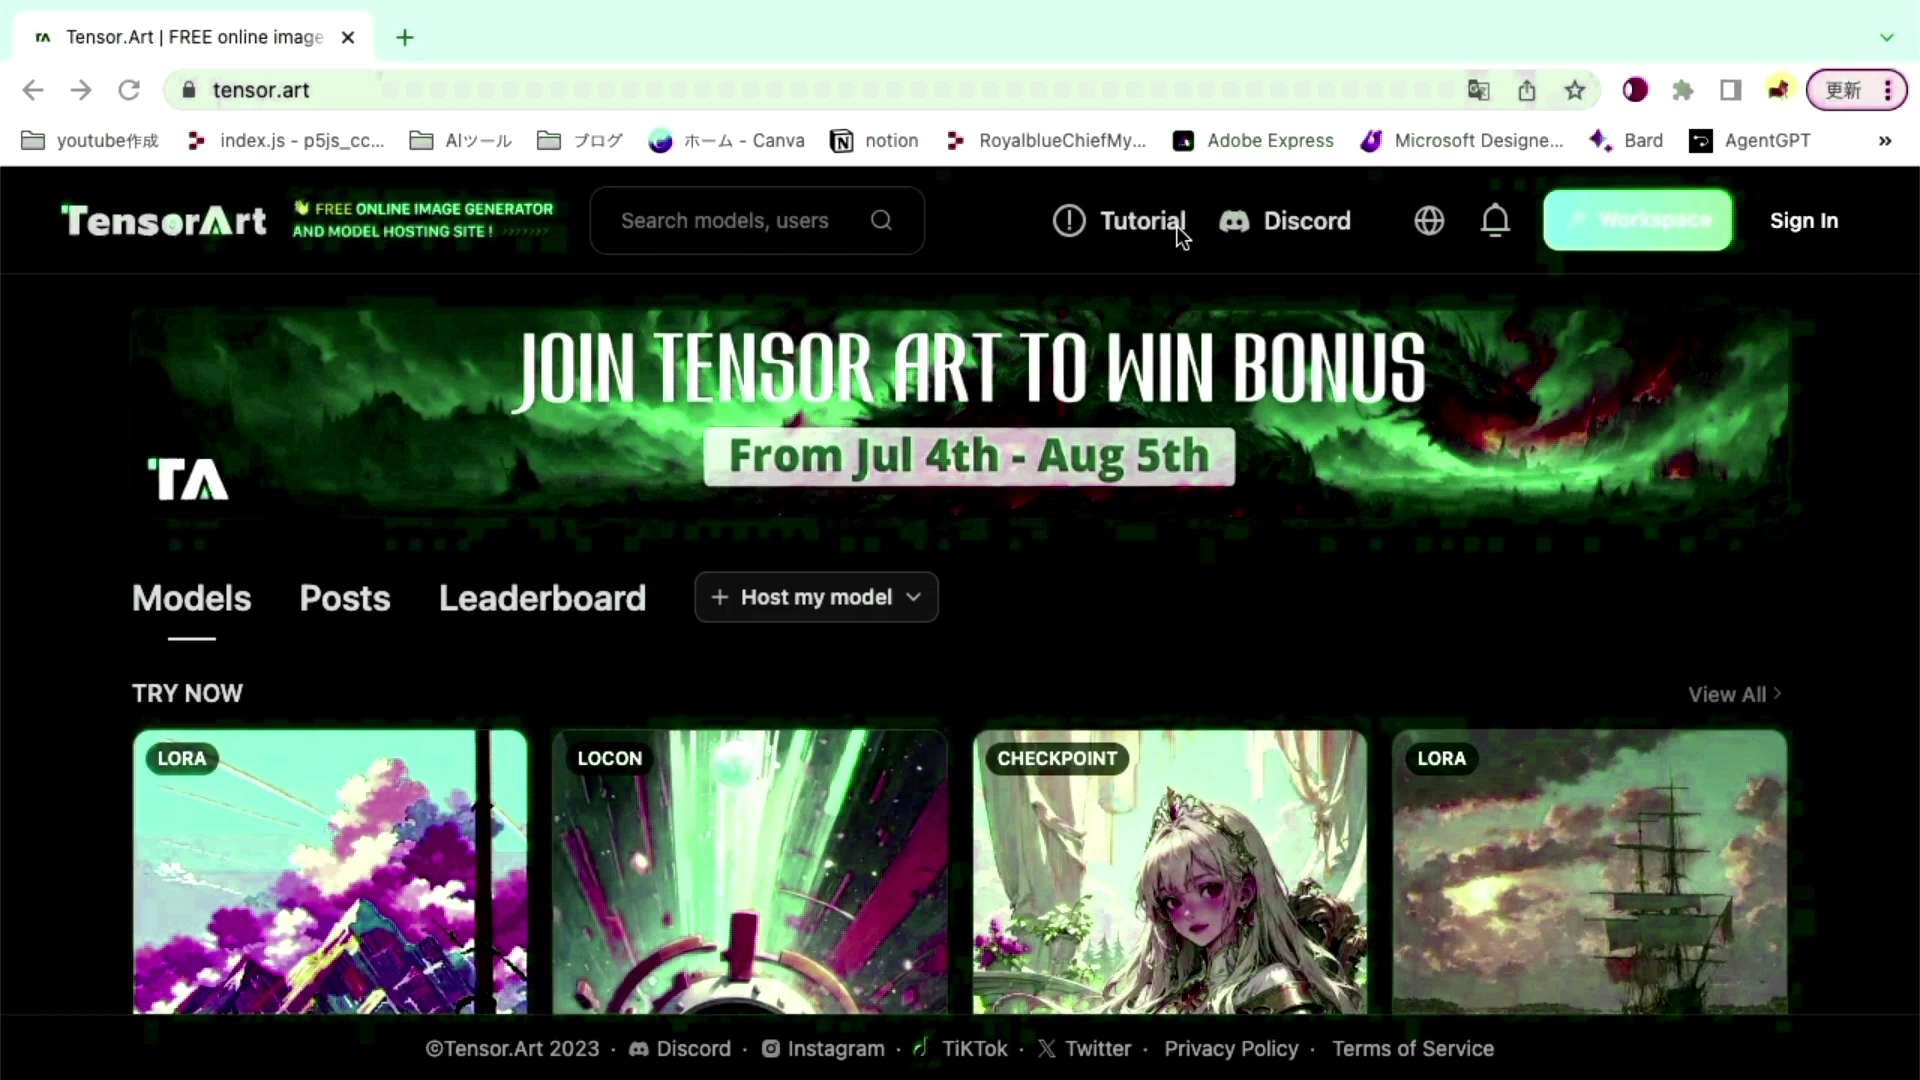 Tensor.Art | FREE online image
tensor.art
更新
youtube作成
index.js - p5js_cc...
AIツール
ブログ
ホーム - Canva
notion
RoyalblueChiefMy...
Adobe Express
Microsoft Designe...
Bard
AgentGPT
»
TensorArt
FREE ONLINE IMAGE GENERATOR
AND MODEL HOSTING SITE !
Search models, users
Tutorial
Discord
Workspace
Sign In
JOIN TENSOR ART TO WIN BONUS
From Jul 4th - Aug 5th
TA
Models
Posts
Leaderboard
+ Host my model
TRY NOW
View All >
LORA
LOCON
CHECKPOINT
LORA
©Tensor.Art 2023 · Discord · Instagram · TiKTok · Twitter · Privacy Policy · Terms of Service